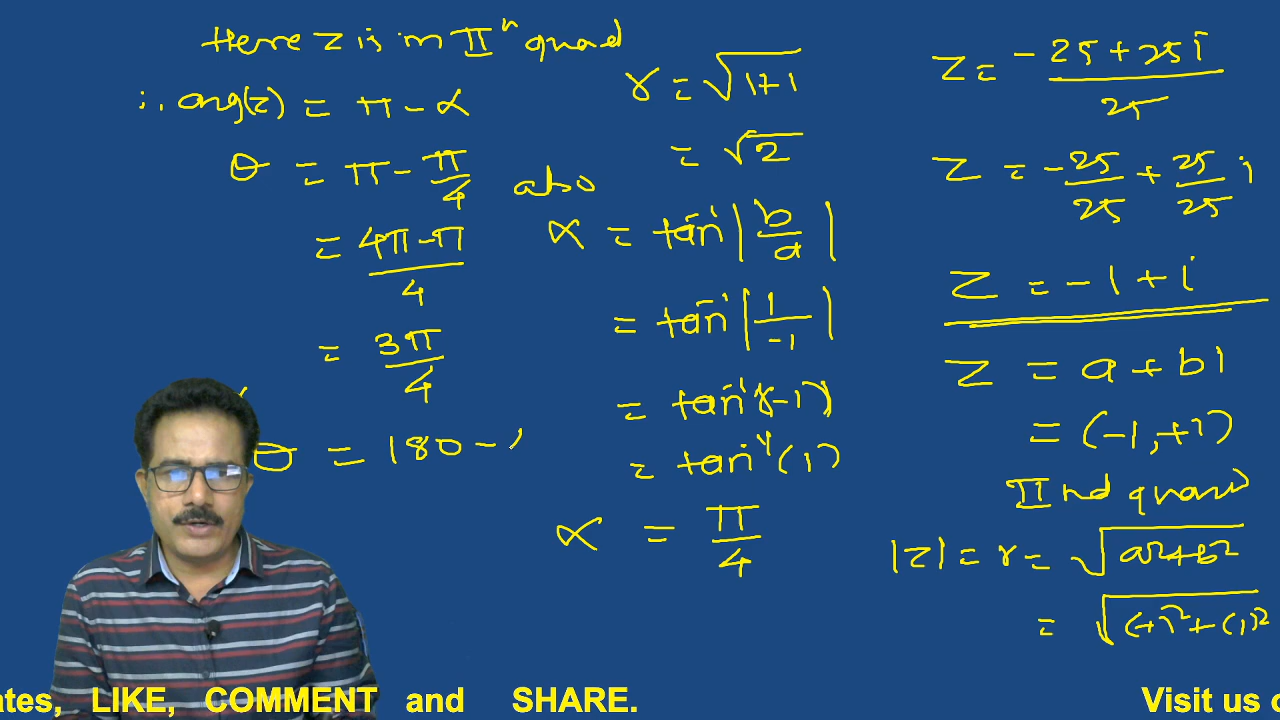 Here z is in IIⁿ quad
∴ arg(z) = π - α
θ = π - π/4
= 4π-π/4
= 3π/4
θ = 180 -
r = √1+1
= √2
also
α = tan⁻¹|b/a|
= tan⁻¹|1/-1|
= tan⁻¹|(-1)|
= tan⁻¹(1)
α = π/4
z = -25+25i/25
z = -25/25 + 25/25 i
z = -1+i
z = a+bi
= (-1,+1)
II nd quad
|z| = r = √a²+b²
= √(-1)²+(1)²
ates, LIKE, COMMENT and SHARE. Visit us o